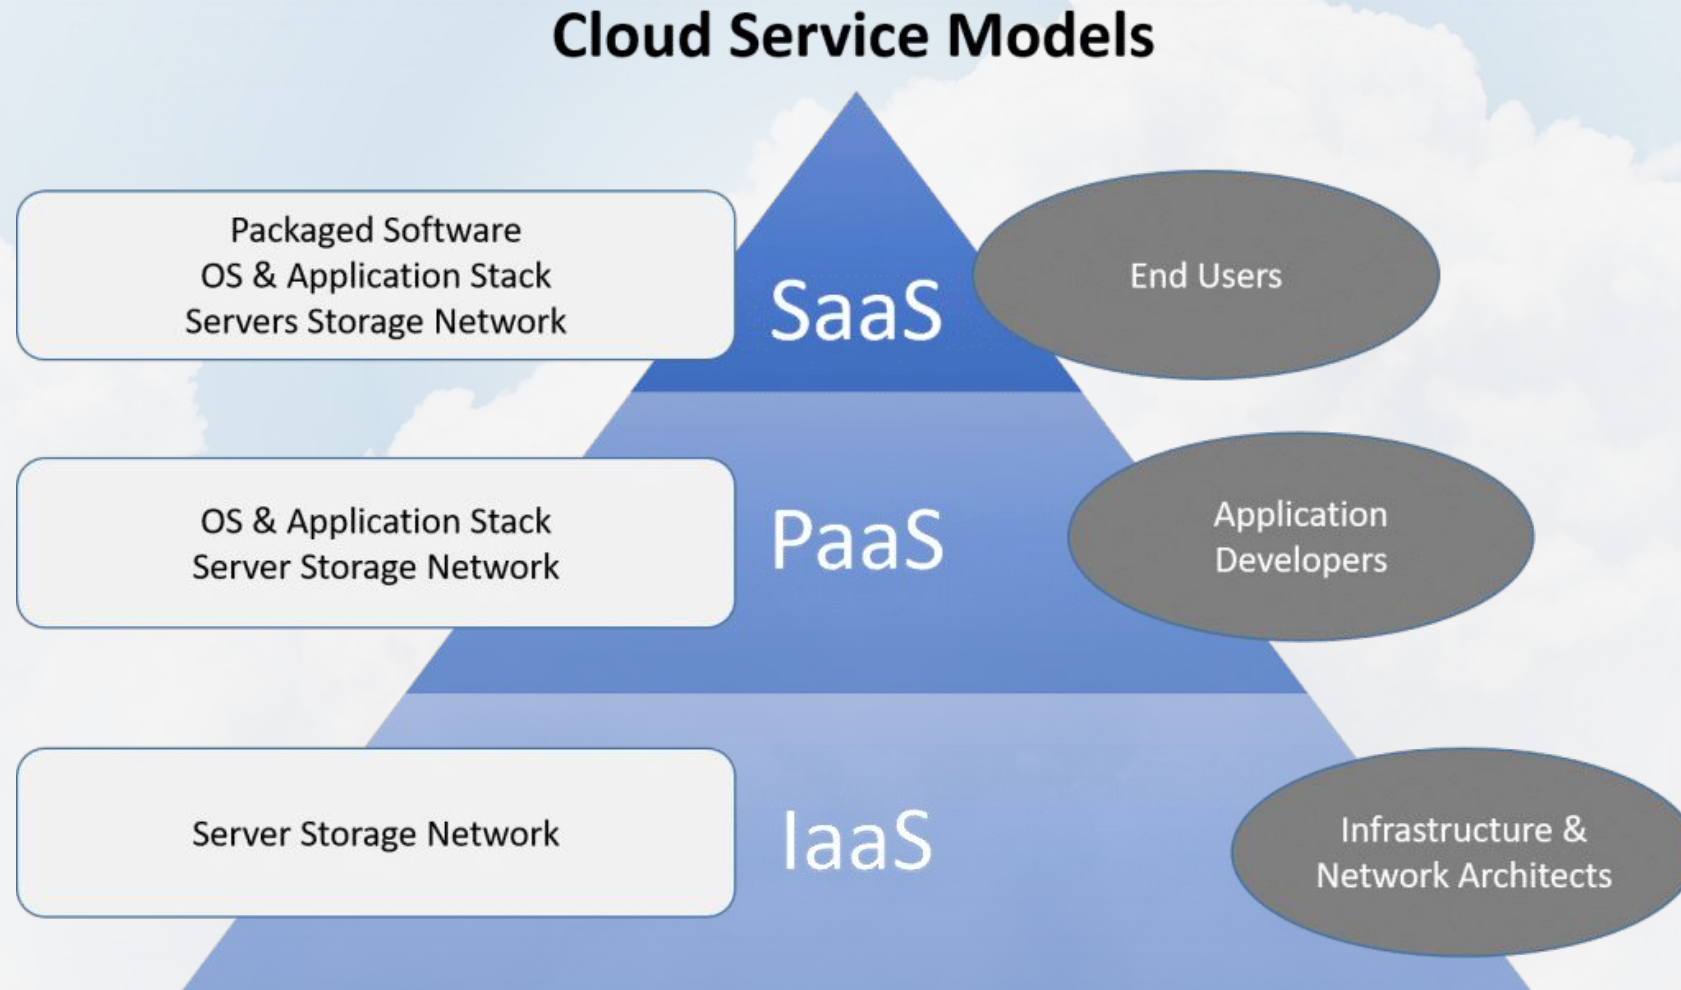 Cloud Service Models
Packaged Software
OS & Application Stack
Servers Storage Network
SaaS
End Users
OS & Application Stack
Server Storage Network
PaaS
Application
Developers
Server Storage Network
IaaS
Infrastructure &
Network Architects